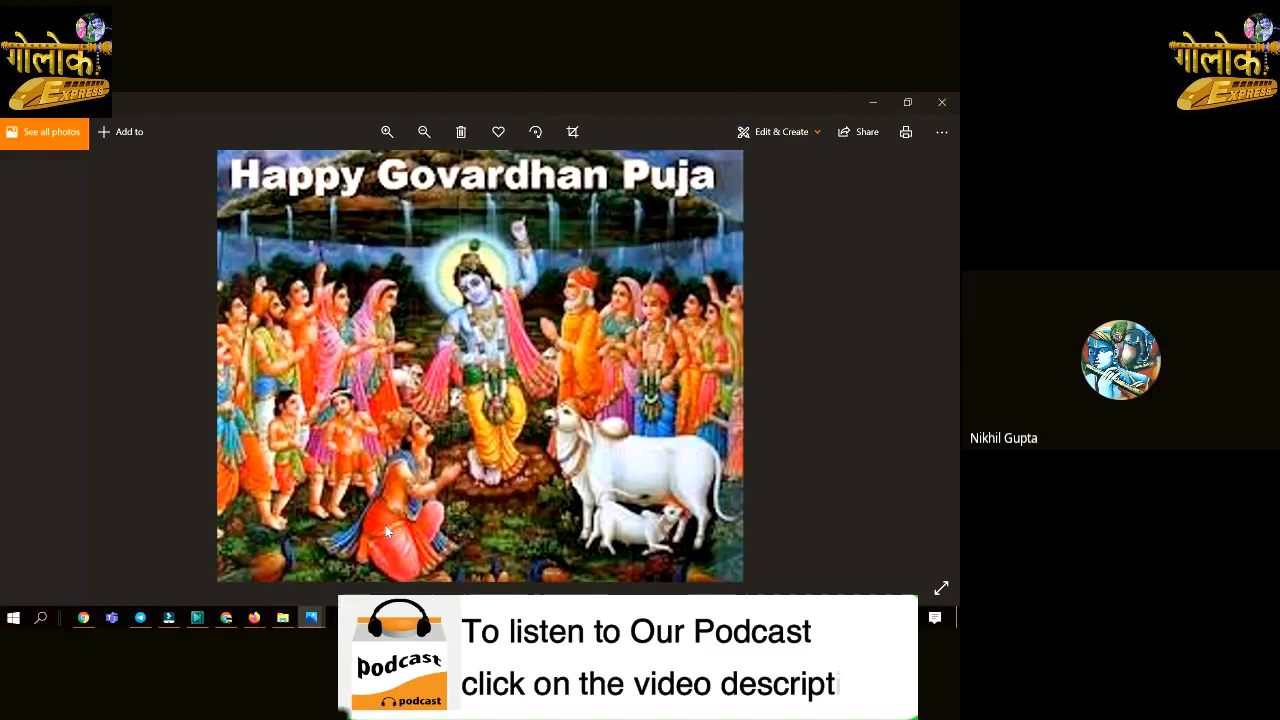 गोलोक
EXPRESS
गोलोक
EXPRESS
See all photos
Add to
Edit & Create
Share
Happy Govardhan Puja
Nikhil Gupta
podcast
podcast
To listen to Our Podcast
click on the video descripti